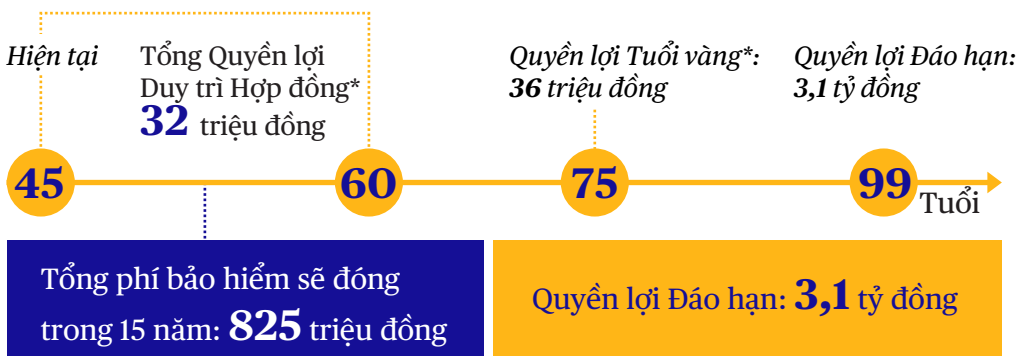 Hiện tại
Tổng Quyền lợi
Duy trì Hợp đồng*
32 triệu đồng
Quyền lợi Tuổi vàng*:
36 triệu đồng
Quyền lợi Đáo hạn:
3,1 tỷ đồng
45
60
75
99
Tuổi
Tổng phí bảo hiểm sẽ đóng
trong 15 năm: 825 triệu đồng
Quyền lợi Đáo hạn: 3,1 tỷ đồng